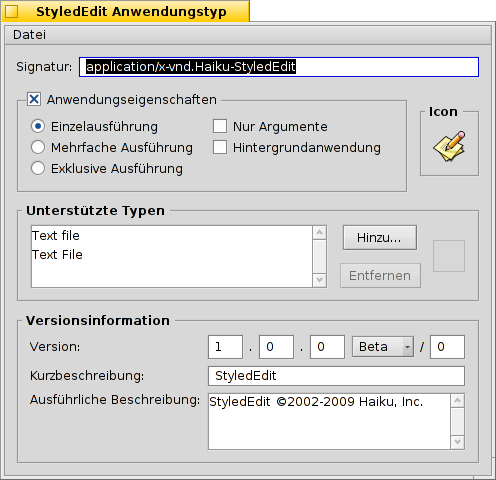 StyledEdit Anwendungstyp
Datei
Signatur: application/x-vnd.Haiku-StyledEdit
Anwendungseigenschaften
Icon
Einzelausführung Nur Argumente
Mehrfache Ausführung Hintergrundanwendung
Exklusive Ausführung
Unterstützte Typen
Text file
Text File
Hinzu...
Entfernen
Versionsinformation
Version: 1 . 0 . 0 Beta / 0
Kurzbeschreibung: StyledEdit
Ausführliche Beschreibung: StyledEdit ©2002-2009 Haiku, Inc.